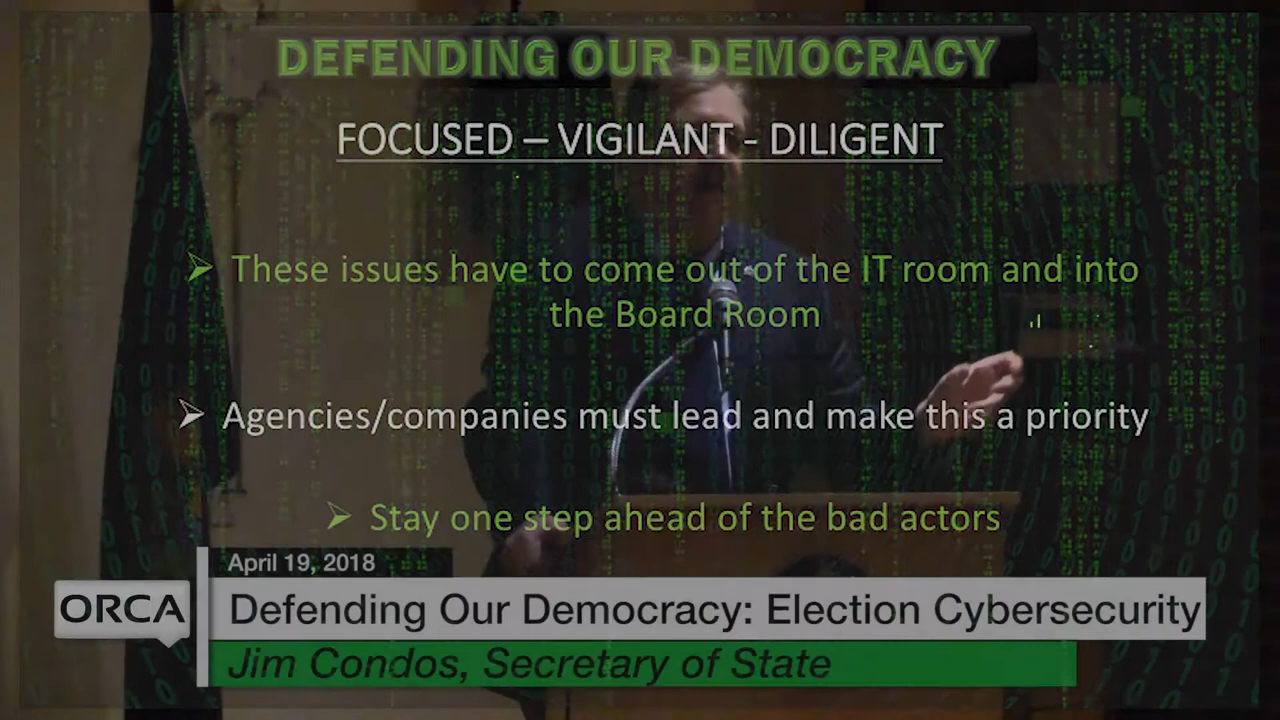 DEFENDING OUR DEMOCRACY
FOCUSED – VIGILANT - DILIGENT
➢ These issues have to come out of the IT room and into
the Board Room
➢ Agencies/companies must lead and make this a priority
➢ Stay one step ahead of the bad actors
April 19, 2018
ORCA
Defending Our Democracy: Election Cybersecurity
Jim Condos, Secretary of State